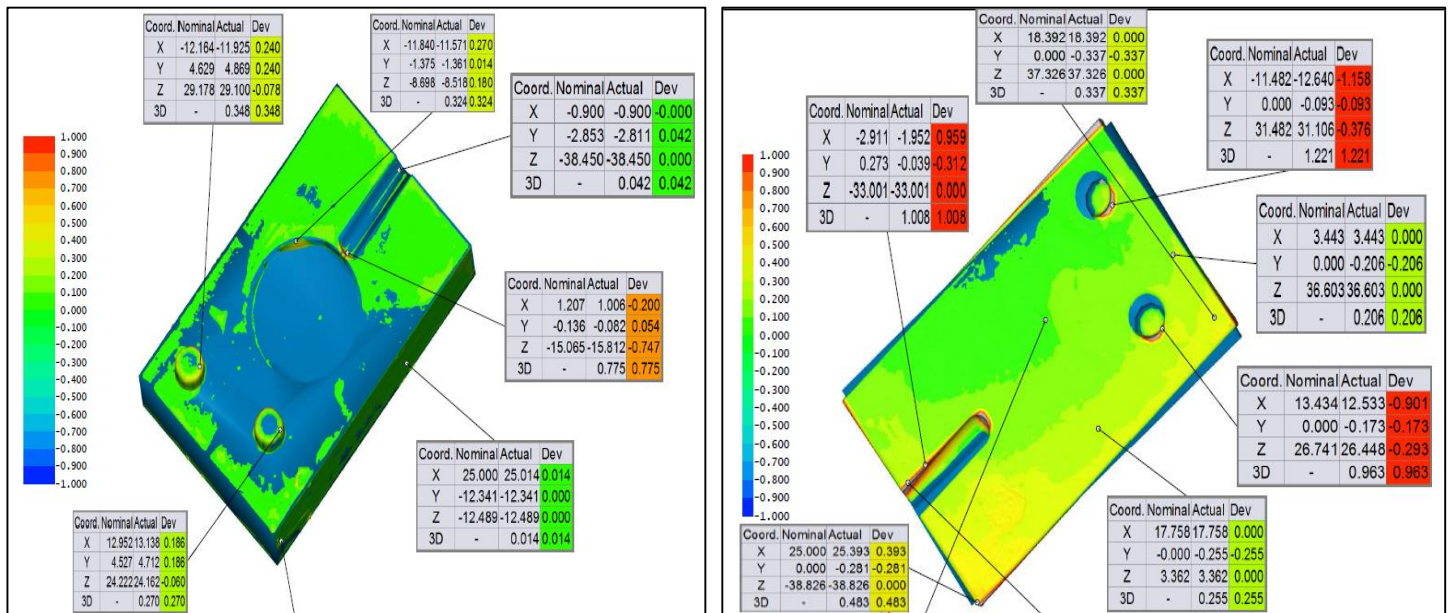 Coord. Nominal Actual Dev
X -12.164 -11.925 0.240
Y 4.629 4.869 0.240
Z 29.178 29.100 -0.078
3D - 0.348 0.348
Coord. Nominal Actual Dev
X -11.840 -11.571 0.270
Y -1.375 -1.361 0.014
Z -8.698 -8.518 0.180
3D - 0.324 0.324
Coord. Nominal Actual Dev
X -0.900 -0.900 -0.000
Y -2.853 -2.811 0.042
Z -38.450 -38.450 0.000
3D - 0.042 0.042
1.000
0.900
0.800
0.700
0.600
0.500
0.400
0.300
0.200
0.100
0.000
-0.100
-0.200
-0.300
-0.400
-0.500
-0.600
-0.700
-0.800
-0.900
-1.000
Coord. Nominal Actual Dev
X 1.207 1.006 -0.200
Y -0.136 -0.082 0.054
Z -15.065 -15.812 -0.747
3D - 0.775 0.775
Coord. Nominal Actual Dev
X 25.000 25.014 0.014
Y -12.341 -12.341 0.000
Z -12.489 -12.489 0.000
3D - 0.014 0.014
Coord. Nominal Actual Dev
X 12.952 13.138 0.186
Y 4.527 4.712 0.186
Z 24.222 24.162 -0.060
3D - 0.270 0.270
Coord. Nominal Actual Dev
X 18.392 18.392 0.000
Y 0.000 -0.337 -0.337
Z 37.326 37.326 0.000
3D - 0.337 0.337
Coord. Nominal Actual Dev
X -11.482 -12.640 -1.158
Y 0.000 -0.093 -0.093
Z 31.482 31.106 -0.376
3D - 1.221 1.221
Coord. Nominal Actual Dev
X -2.911 -1.952 0.959
Y 0.273 -0.039 -0.312
Z -33.001 -33.001 0.000
3D - 1.008 1.008
1.000
0.900
0.800
0.700
0.600
0.500
0.400
0.300
0.200
0.100
0.000
-0.100
-0.200
-0.300
-0.400
-0.500
-0.600
-0.700
-0.800
-0.900
-1.000
Coord. Nominal Actual Dev
X 3.443 3.443 0.000
Y 0.000 -0.206 -0.206
Z 36.603 36.603 0.000
3D - 0.206 0.206
Coord. Nominal Actual Dev
X 13.434 12.533 -0.901
Y 0.000 -0.173 -0.173
Z 26.741 26.448 -0.293
3D - 0.963 0.963
Coord. Nominal Actual Dev
X 17.758 17.758 0.000
Y -0.000 -0.255 -0.255
Z 3.362 3.362 0.000
3D - 0.255 0.255
Coord. Nominal Actual Dev
X 25.000 25.393 0.393
Y 0.000 -0.281 -0.281
Z -38.826 -38.826 0.000
3D - 0.483 0.483